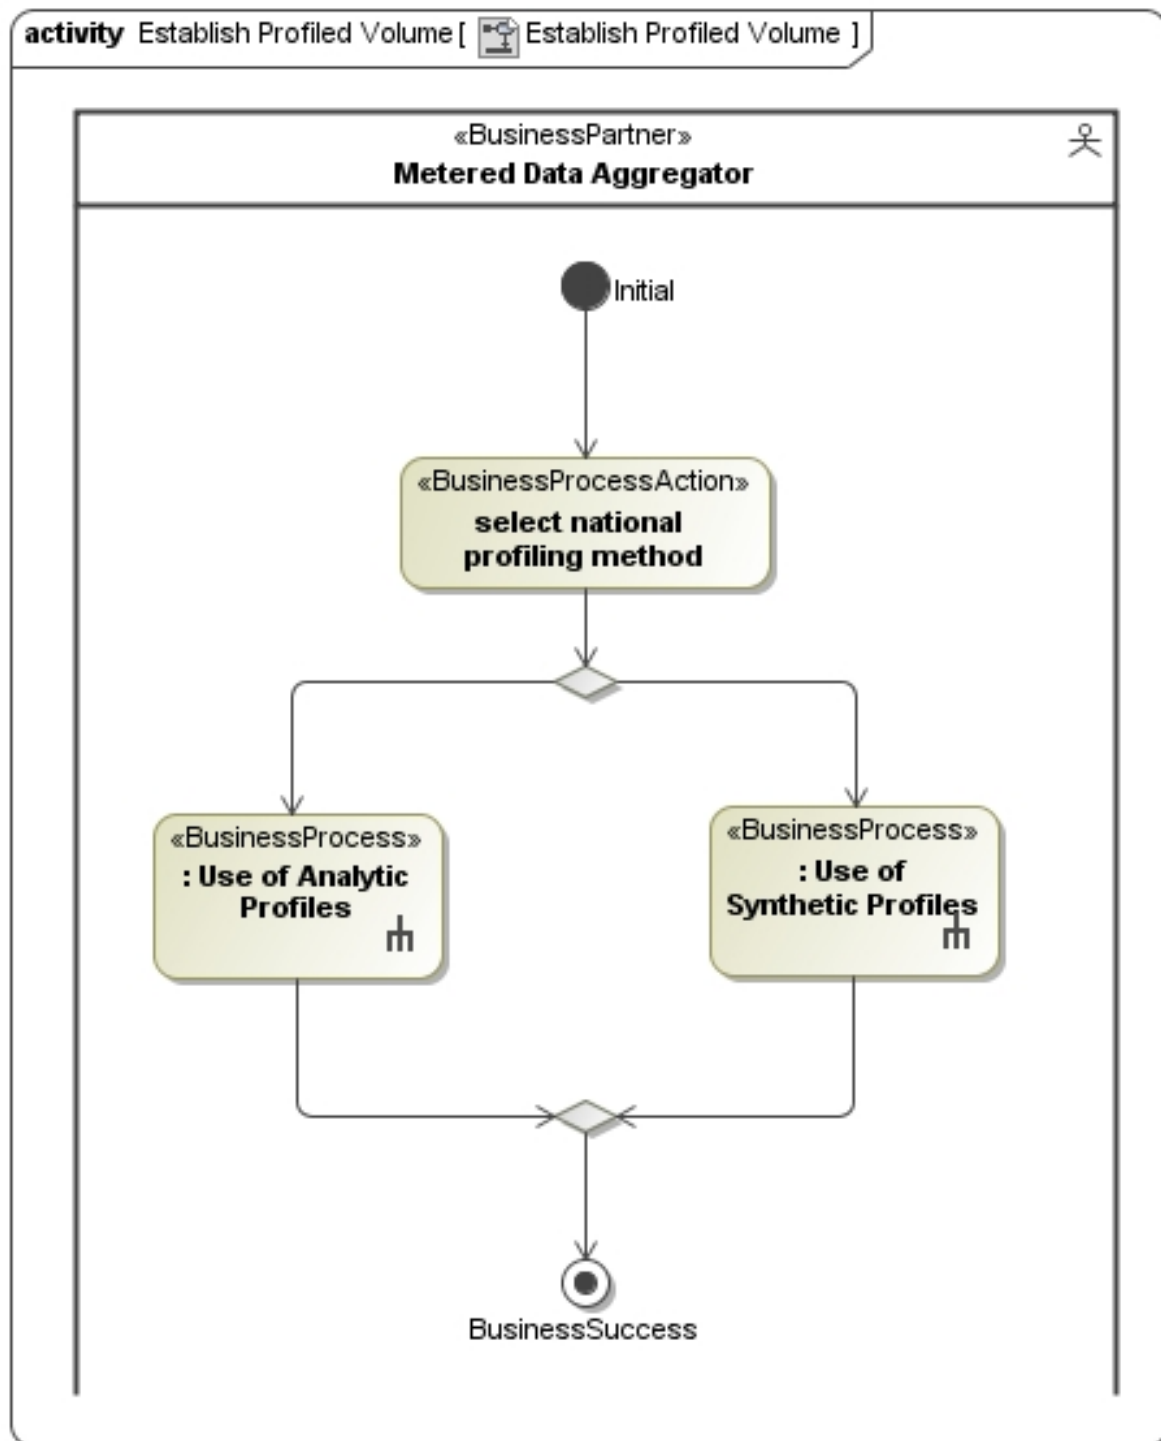 activity Establish Profiled Volume [ Establish Profiled Volume ]
«BusinessPartner»
Metered Data Aggregator
Initial
«BusinessProcessAction»
select national
profiling method
«BusinessProcess»
: Use of Analytic
Profiles
«BusinessProcess»
: Use of
Synthetic Profiles
BusinessSuccess